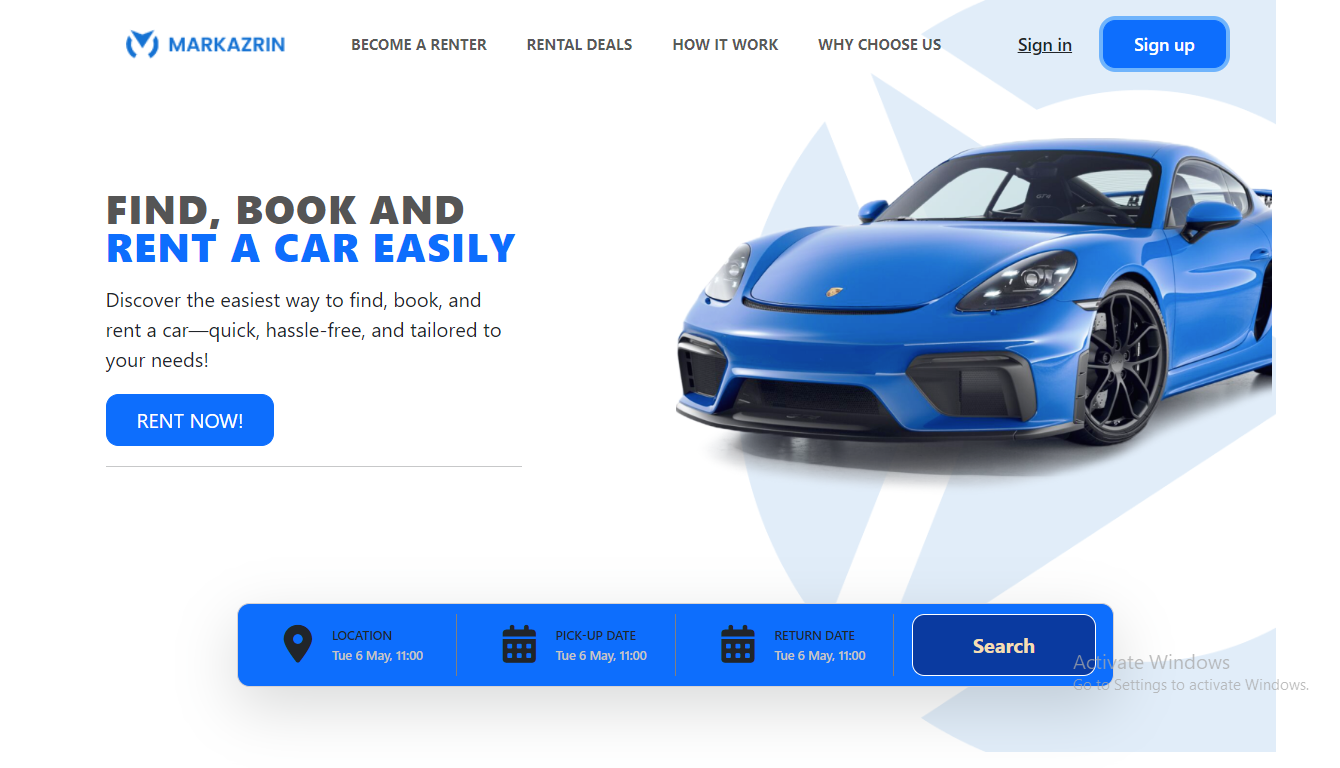 MARKAZRIN
BECOME A RENTER
RENTAL DEALS
HOW IT WORK
WHY CHOOSE US
Sign in
Sign up
FIND, BOOK AND
RENT A CAR EASILY
Discover the easiest way to find, book, and
rent a car—quick, hassle-free, and tailored to
your needs!
RENT NOW!
LOCATION
Tue 6 May, 11:00
PICK-UP DATE
Tue 6 May, 11:00
RETURN DATE
Tue 6 May, 11:00
Search
Activate Windows
Go to Settings to activate Windows.